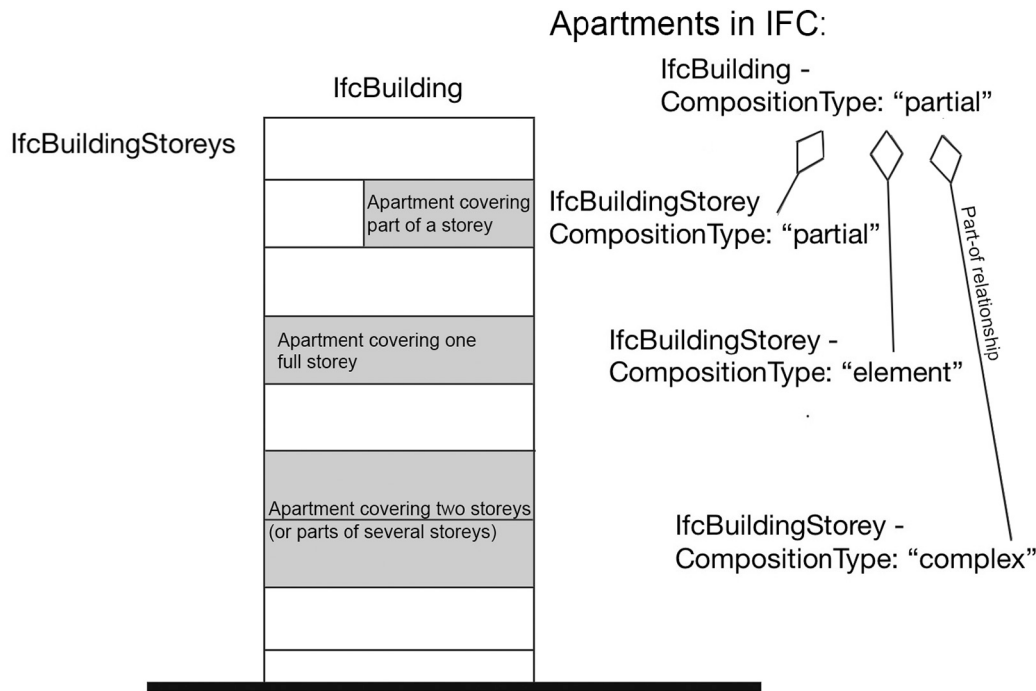 Apartments in IFC:
IfcBuilding -
CompositionType: “partial”
IfcBuilding
IfcBuildingStoreys
Apartment covering
part of a storey
IfcBuildingStorey
CompositionType: “partial”
Part-of relationship
Apartment covering one
full storey
IfcBuildingStorey -
CompositionType: “element”
Apartment covering two storeys
(or parts of several storeys)
IfcBuildingStorey -
CompositionType: “complex”